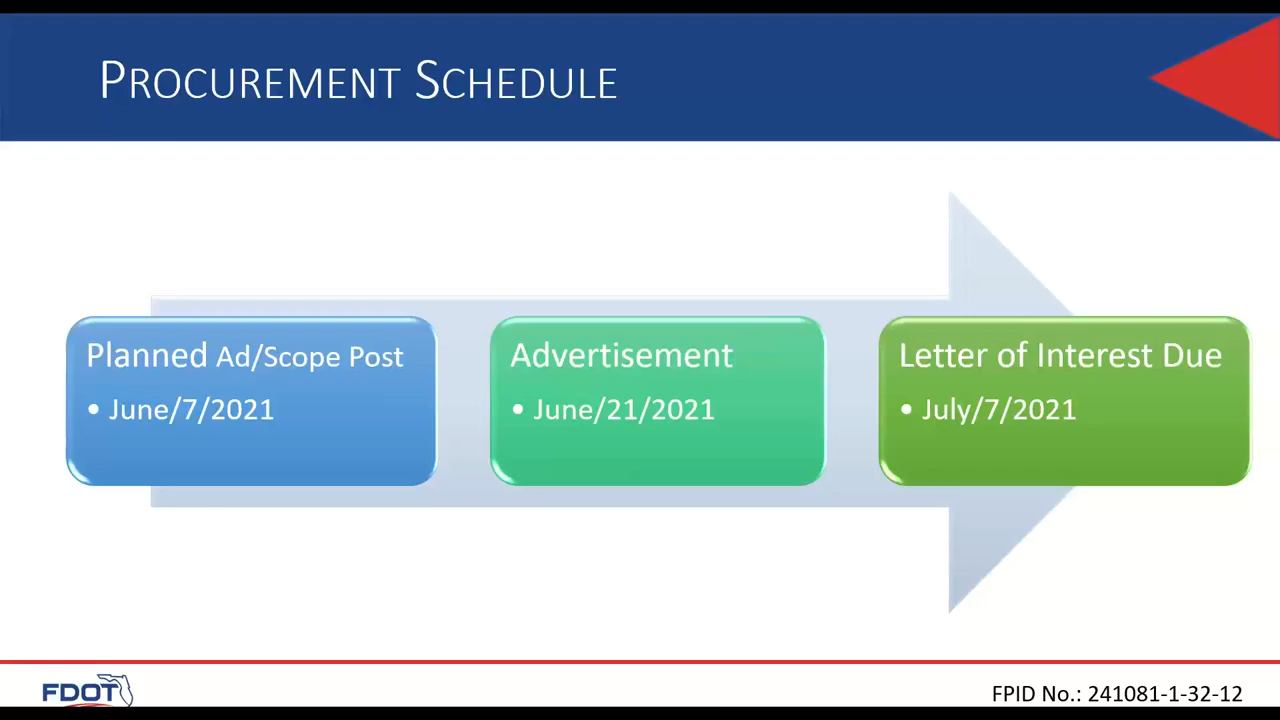 PROCUREMENT SCHEDULE
Planned Ad/Scope Post
• June/7/2021
Advertisement
• June/21/2021
Letter of Interest Due
• July/7/2021
FDOT
FPID No.: 241081-1-32-12